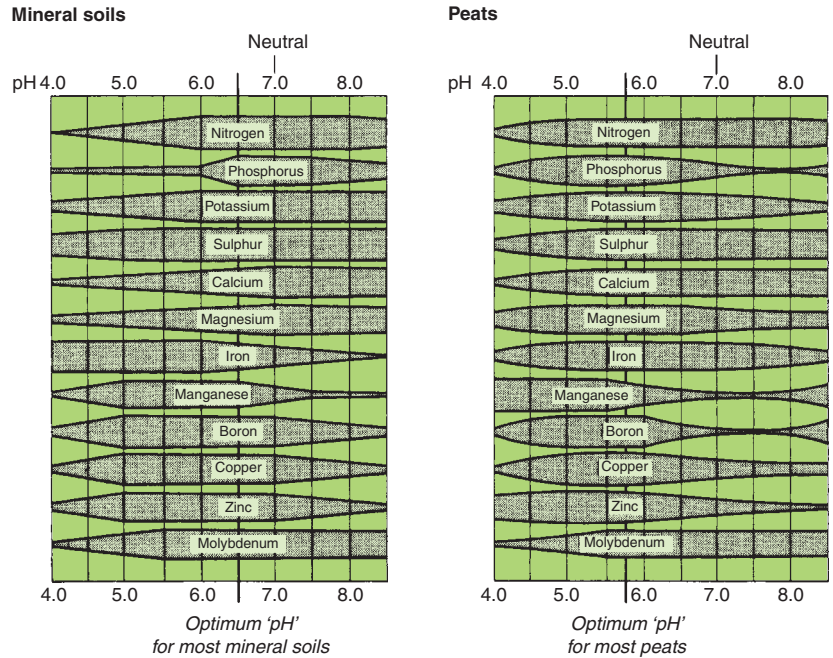 Mineral soils
Neutral
pH 4.0 5.0 6.0 7.0 8.0
Nitrogen
Phosphorus
Potassium
Sulphur
Calcium
Magnesium
Iron
Manganese
Boron
Copper
Zinc
Molybdenum
4.0 5.0 6.0 7.0 8.0
Optimum ‘pH’
for most mineral soils
Peats
Neutral
pH 4.0 5.0 6.0 7.0 8.0
Nitrogen
Phosphorus
Potassium
Sulphur
Calcium
Magnesium
Iron
Manganese
Boron
Copper
Zinc
Molybdenum
4.0 5.0 6.0 7.0 8.0
Optimum ‘pH’
for most peats